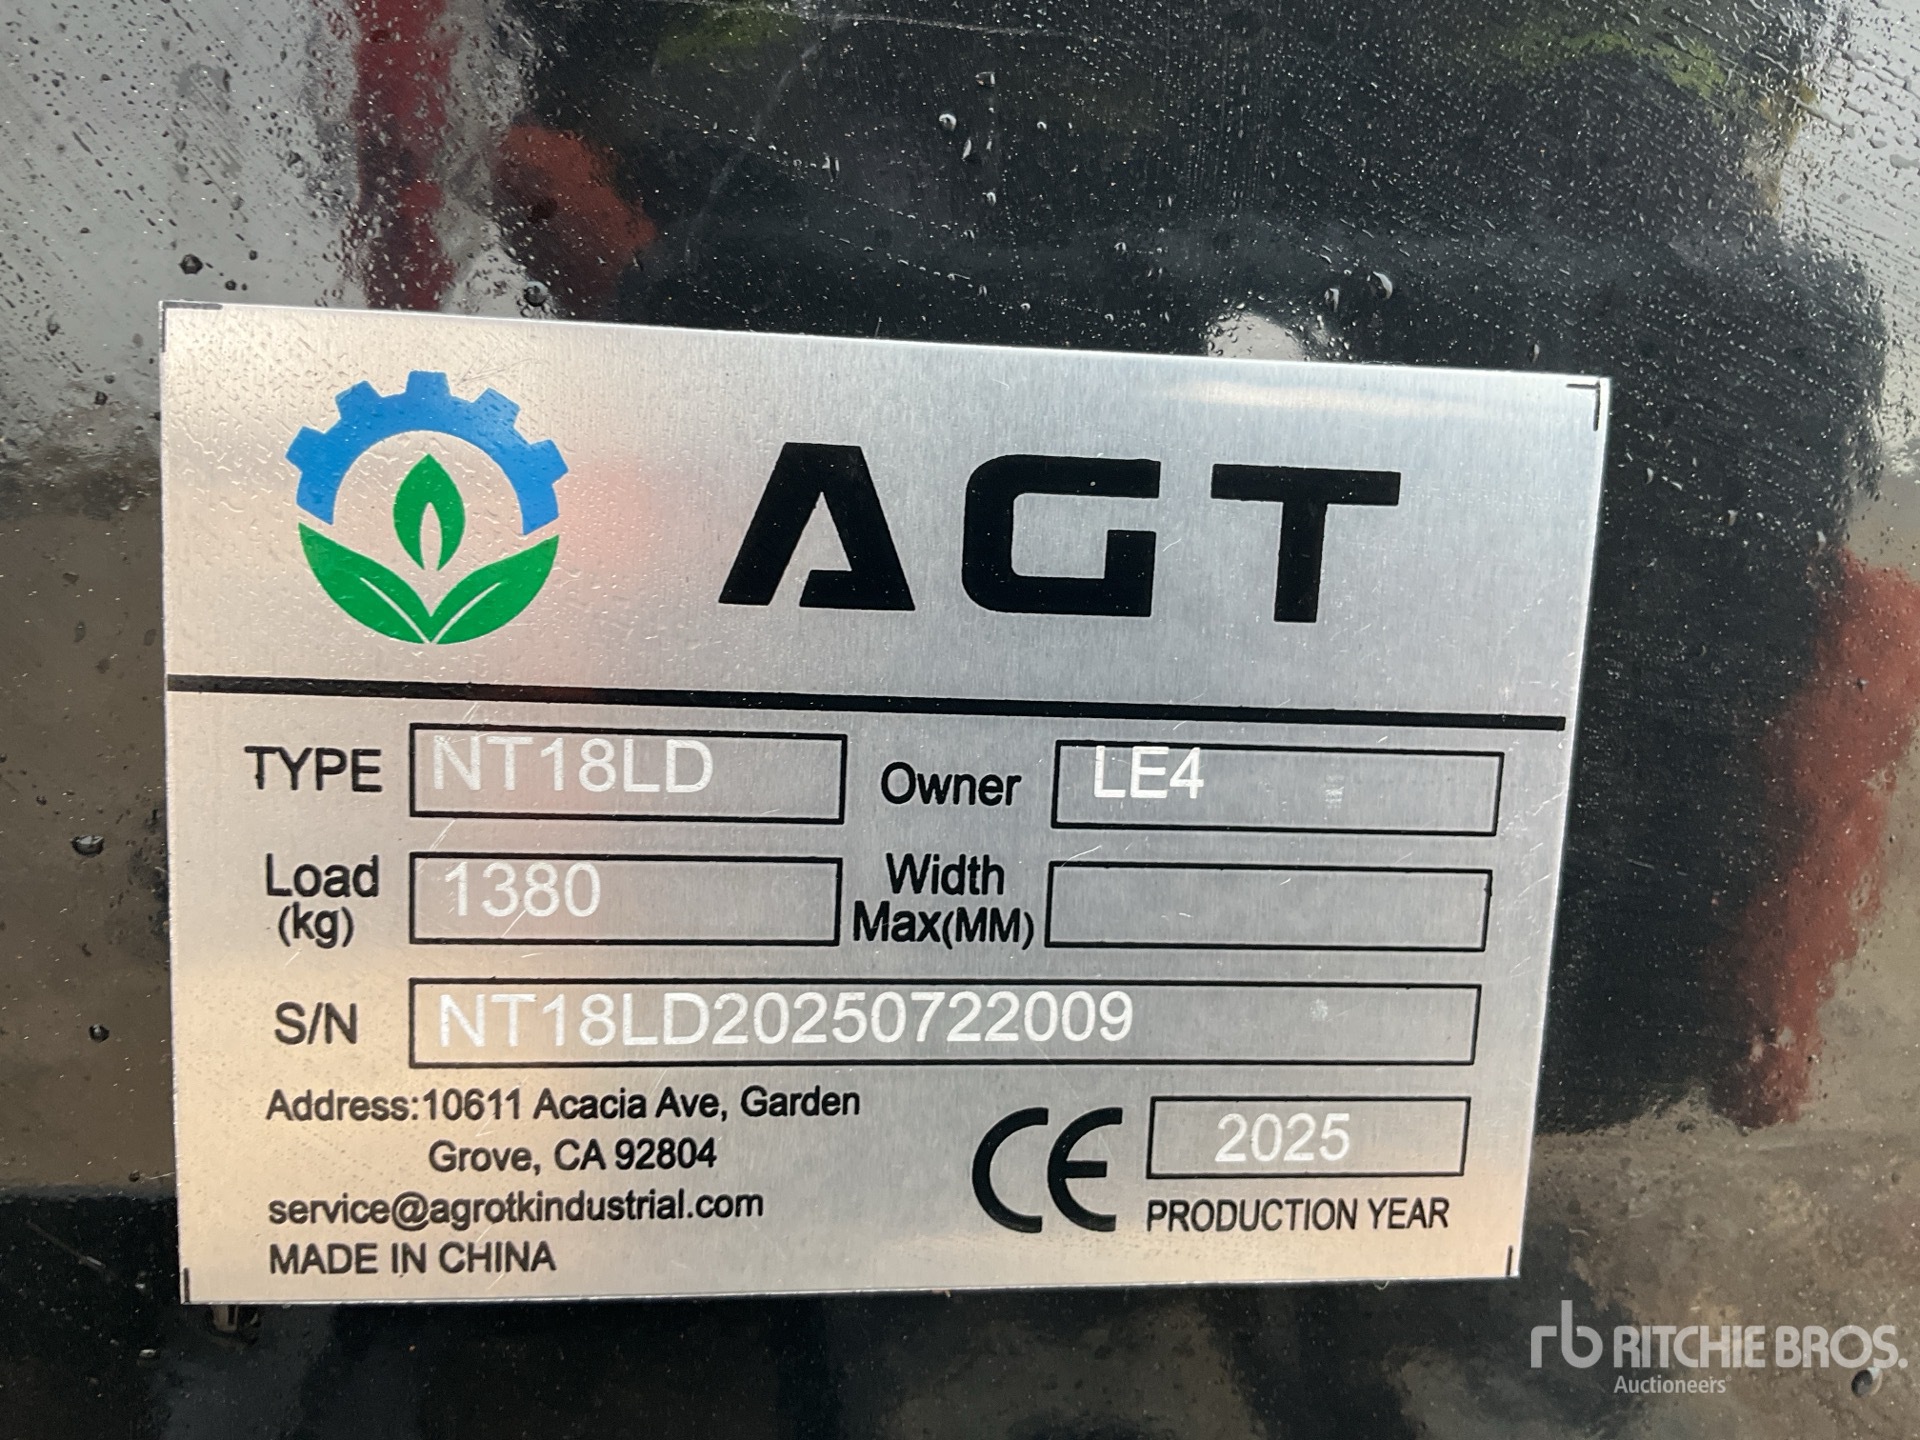 AGT
TYPE NT18LD Owner LE4
Load (kg) 1380 Width Max(MM)
S/N NT18LD20250722009
Address:10611 Acacia Ave, Garden
Grove, CA 92804
service@agrotkindustrial.com
MADE IN CHINA
CE 2025
PRODUCTION YEAR
rb RITCHIE BROS.
Auctioneers